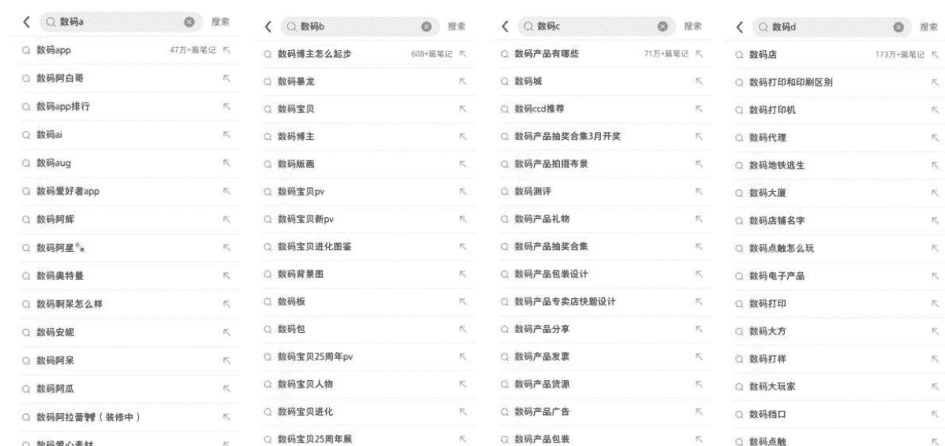 数码a
搜索
数码app
47万+篇笔记
数码阿白哥
数码app排行
数码ai
数码aug
数码爱好者app
数码阿辉
数码阿星
数码奥特曼
数码啊呆怎么样
数码安妮
数码阿呆
数码阿瓜
数码阿拉蕾(装修中)
数码爱心素材
数码b
搜索
数码博主怎么起步
608+篇笔记
数码暴龙
数码宝贝
数码博主
数码版画
数码宝贝pv
数码宝贝新pv
数码宝贝进化图鉴
数码背景图
数码板
数码包
数码宝贝25周年pv
数码宝贝人物
数码宝贝进化
数码宝贝25周年展
数码c
搜索
数码产品有哪些
71万+篇笔记
数码城
数码ccd推荐
数码产品抽奖合集3月开奖
数码产品拍摄布景
数码测评
数码产品礼物
数码产品抽奖合集
数码产品包装设计
数码产品专卖店快题设计
数码产品分享
数码产品发票
数码产品货源
数码产品广告
数码产品包装
数码d
搜索
数码店
173万+篇笔记
数码打印和印刷区别
数码打印机
数码代理
数码地铁逃生
数码大厦
数码店铺名字
数码点触怎么玩
数码电子产品
数码打印
数码大方
数码打样
数码大玩家
数码档口
数码点触